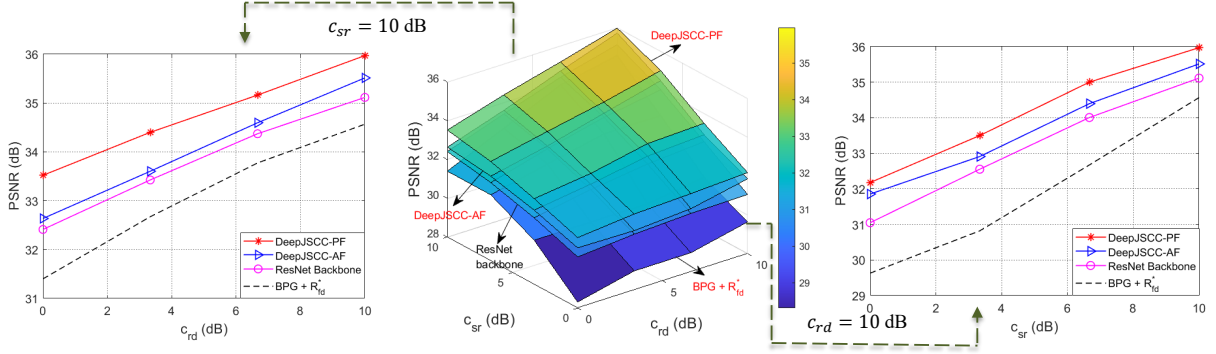 c_sr = 10 dB
36
35
34
33
32
31
PSNR (dB)
0
2
4
6
8
10
c_rd (dB)
DeepJSCC-PF
DeepJSCC-AF
ResNet Backbone
BPG + R*_fd
36
34
32
30
28
PSNR (dB)
DeepJSCC-PF
DeepJSCC-AF
ResNet
backbone
BPG + R*_fd
10
5
0
c_sr (dB)
0
5
10
c_rd (dB)
35
34
33
32
31
30
29
c_rd = 10 dB
36
35
34
33
32
31
30
29
PSNR (dB)
0
2
4
6
8
10
c_sr (dB)
DeepJSCC-PF
DeepJSCC-AF
ResNet Backbone
BPG + R*_fd